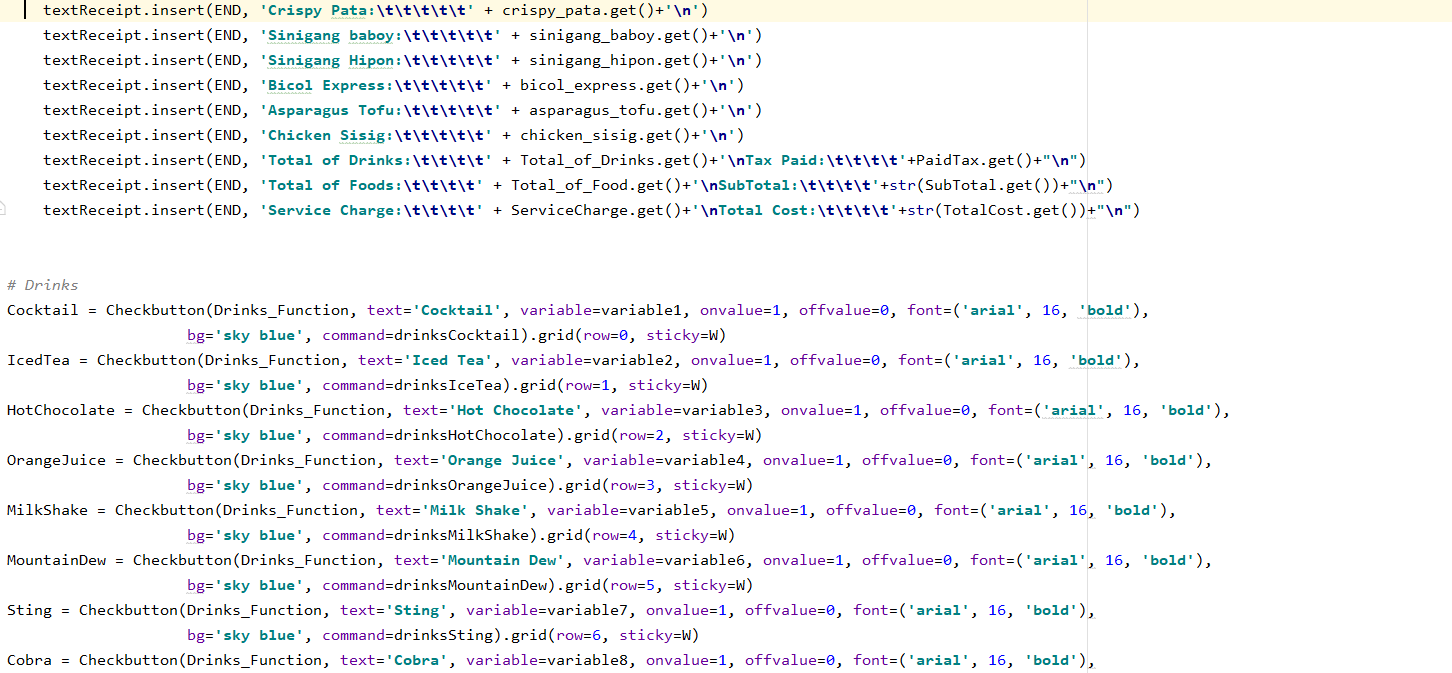 textReceipt.insert(END, 'Crispy Pata:\t\t\t\t\t' + crispy_pata.get()+'\n')
textReceipt.insert(END, 'Sinigang baboy:\t\t\t\t\t' + sinigang_baboy.get()+'\n')
textReceipt.insert(END, 'Sinigang Hipon:\t\t\t\t\t' + sinigang_hipon.get()+'\n')
textReceipt.insert(END, 'Bicol Express:\t\t\t\t\t' + bicol_express.get()+'\n')
textReceipt.insert(END, 'Asparagus Tofu:\t\t\t\t\t' + asparagus_tofu.get()+'\n')
textReceipt.insert(END, 'Chicken Sisig:\t\t\t\t\t' + chicken_sisig.get()+'\n')
textReceipt.insert(END, 'Total of Drinks:\t\t\t\t' + Total_of_Drinks.get()+'\nTax Paid:\t\t\t\t'+PaidTax.get()+"\n")
textReceipt.insert(END, 'Total of Foods:\t\t\t\t' + Total_of_Food.get()+'\nSubTotal:\t\t\t\t'+str(SubTotal.get())+"\n")
textReceipt.insert(END, 'Service Charge:\t\t\t\t' + ServiceCharge.get()+'\nTotal Cost:\t\t\t\t'+str(TotalCost.get())+"\n")
# Drinks
Cocktail = Checkbutton(Drinks_Function, text='Cocktail', variable=variable1, onvalue=1, offvalue=0, font=('arial', 16, 'bold'),
bg='sky blue', command=drinksCocktail).grid(row=0, sticky=W)
IcedTea = Checkbutton(Drinks_Function, text='Iced Tea', variable=variable2, onvalue=1, offvalue=0, font=('arial', 16, 'bold'),
bg='sky blue', command=drinksIceTea).grid(row=1, sticky=W)
HotChocolate = Checkbutton(Drinks_Function, text='Hot Chocolate', variable=variable3, onvalue=1, offvalue=0, font=('arial', 16, 'bold'),
bg='sky blue', command=drinksHotChocolate).grid(row=2, sticky=W)
OrangeJuice = Checkbutton(Drinks_Function, text='Orange Juice', variable=variable4, onvalue=1, offvalue=0, font=('arial', 16, 'bold'),
bg='sky blue', command=drinksOrangeJuice).grid(row=3, sticky=W)
MilkShake = Checkbutton(Drinks_Function, text='Milk Shake', variable=variable5, onvalue=1, offvalue=0, font=('arial', 16, 'bold'),
bg='sky blue', command=drinksMilkShake).grid(row=4, sticky=W)
MountainDew = Checkbutton(Drinks_Function, text='Mountain Dew', variable=variable6, onvalue=1, offvalue=0, font=('arial', 16, 'bold'),
bg='sky blue', command=drinksMountainDew).grid(row=5, sticky=W)
Sting = Checkbutton(Drinks_Function, text='Sting', variable=variable7, onvalue=1, offvalue=0, font=('arial', 16, 'bold'),
bg='sky blue', command=drinksSting).grid(row=6, sticky=W)
Cobra = Checkbutton(Drinks_Function, text='Cobra', variable=variable8, onvalue=1, offvalue=0, font=('arial', 16, 'bold'),